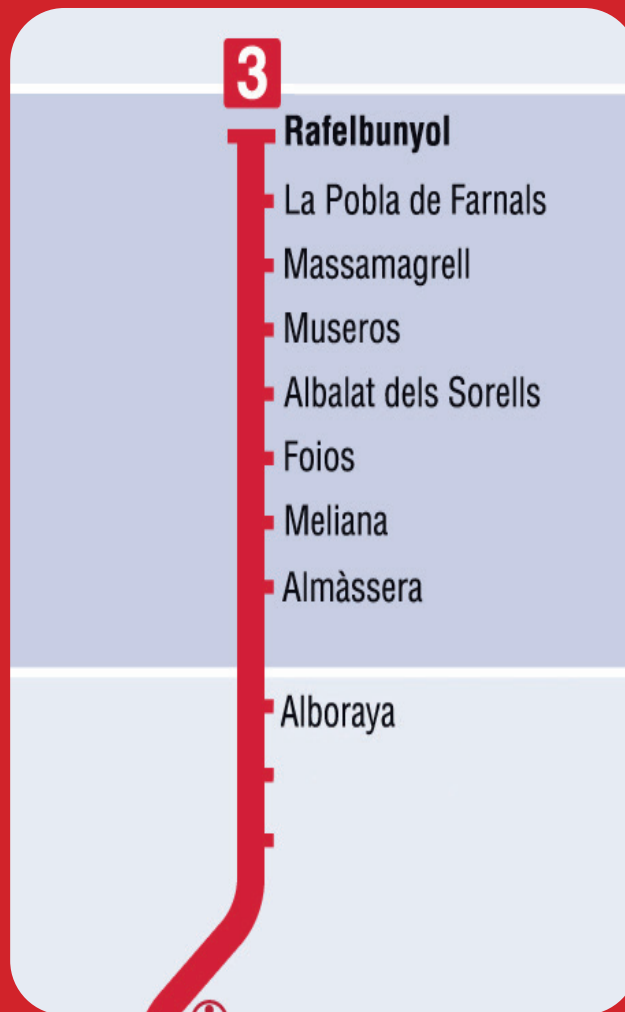 3
Rafelbunyol
La Pobla de Farnals
Massamagrell
Museros
Albalat dels Sorells
Foios
Meliana
Almàssera
Alboraya